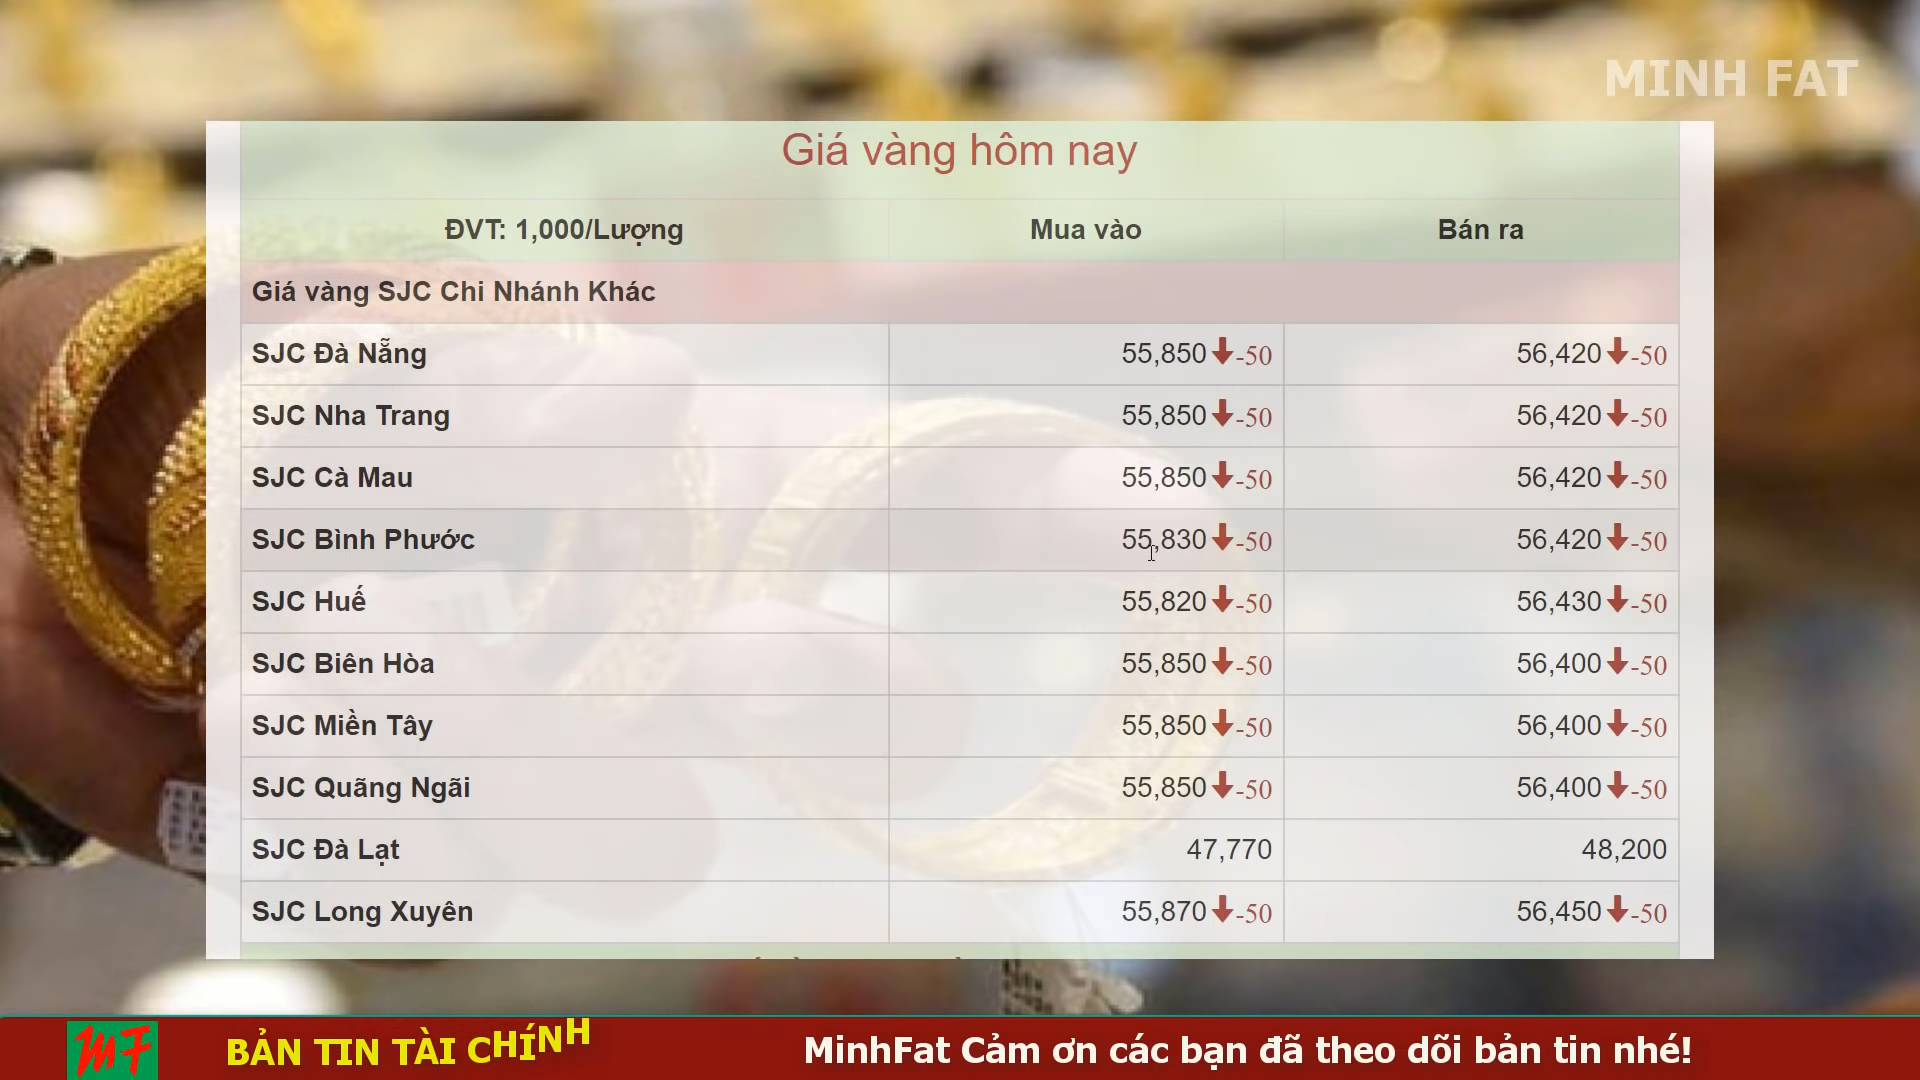 MINH FAT
Giá vàng hôm nay
ĐVT: 1,000/Lượng Mua vào Bán ra
Giá vàng SJC Chi Nhánh Khác
SJC Đà Nẵng 55,850 -50 56,420 -50
SJC Nha Trang 55,850 -50 56,420 -50
SJC Cà Mau 55,850 -50 56,420 -50
SJC Bình Phước 55,830 -50 56,420 -50
SJC Huế 55,820 -50 56,430 -50
SJC Biên Hòa 55,850 -50 56,400 -50
SJC Miền Tây 55,850 -50 56,400 -50
SJC Quãng Ngãi 55,850 -50 56,400 -50
SJC Đà Lạt 47,770 48,200
SJC Long Xuyên 55,870 -50 56,450 -50
MF BẢN TIN TÀI CHÍNH MinhFat Cảm ơn các bạn đã theo dõi bản tin nhé!